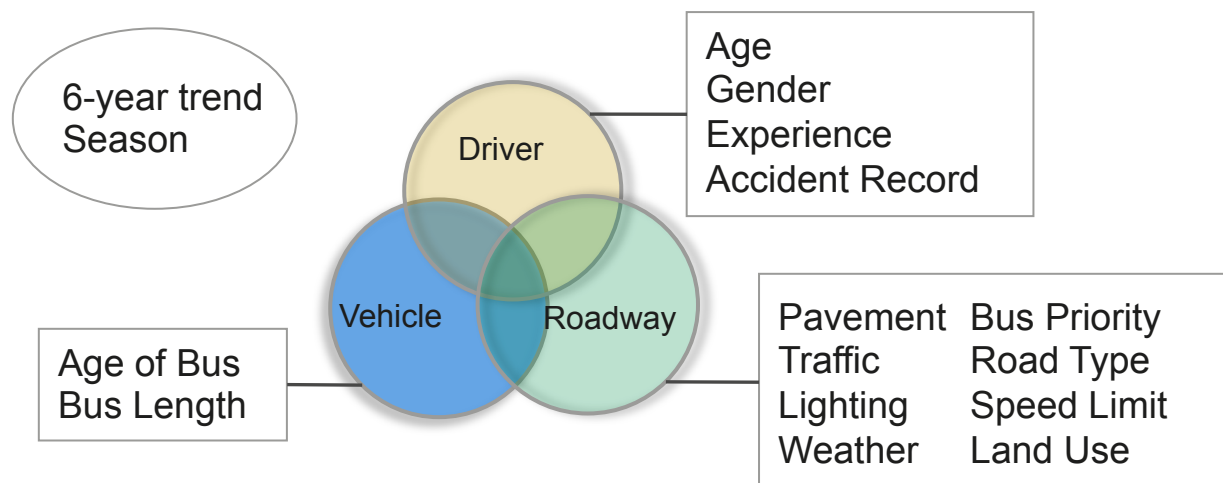 6-year trend
Season
Driver
Age
Gender
Experience
Accident Record
Vehicle
Roadway
Age of Bus
Bus Length
Pavement Bus Priority
Traffic Road Type
Lighting Speed Limit
Weather Land Use